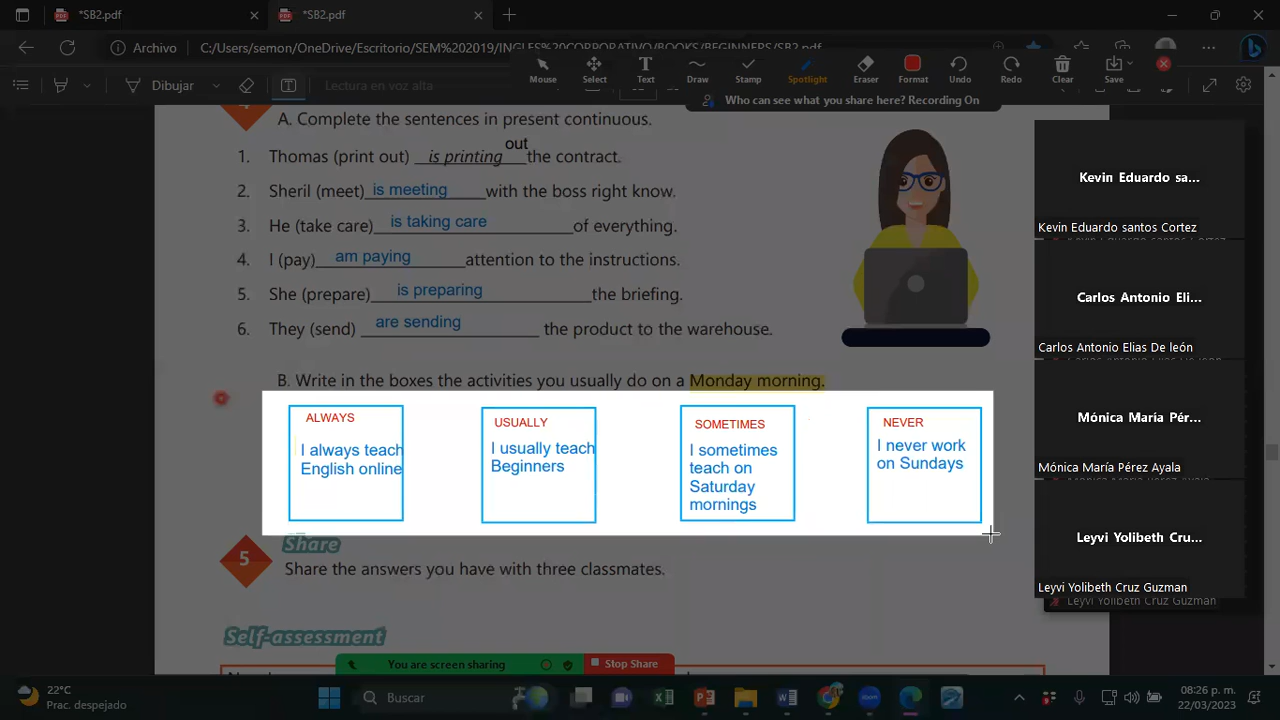 *SB2.pdf
*SB2.pdf
Archivo C:/Users/semon/OneDrive/Escritorio/SEM%202019/INGLES%20CORPORATIVO/BOOKS/BEGINNERS/SB2.pdf
Mouse Select Text Draw Stamp Spotlight Eraser Format Undo Redo Clear Save
Dibujar Lectura en voz alta
Who can see what you share here? Recording On
A. Complete the sentences in present continuous.
out
1. Thomas (print out) is printing the contract.
2. Sheril (meet) is meeting with the boss right know.
3. He (take care) is taking care of everything.
4. I (pay) am paying attention to the instructions.
5. She (prepare) is preparing the briefing.
6. They (send) are sending the product to the warehouse.
B. Write in the boxes the activities you usually do on a Monday morning.
ALWAYS
I always teach
English online
USUALLY
I usually teach
Beginners
SOMETIMES
I sometimes
teach on
Saturday
mornings
NEVER
I never work
on Sundays
5 Share
Share the answers you have with three classmates.
Self-assessment
Kevin Eduardo sa...
Kevin Eduardo santos Cortez
Carlos Antonio Eli...
Carlos Antonio Elias De león
Mónica María Pér...
Mónica María Pérez Ayala
Leyvi Yolibeth Cru...
Leyvi Yolibeth Cruz Guzman
Leyvi Yolibeth Cruz Guzman
You are screen sharing Stop Share
22°C
Prac. despejado
Buscar
08:26 p. m.
22/03/2023